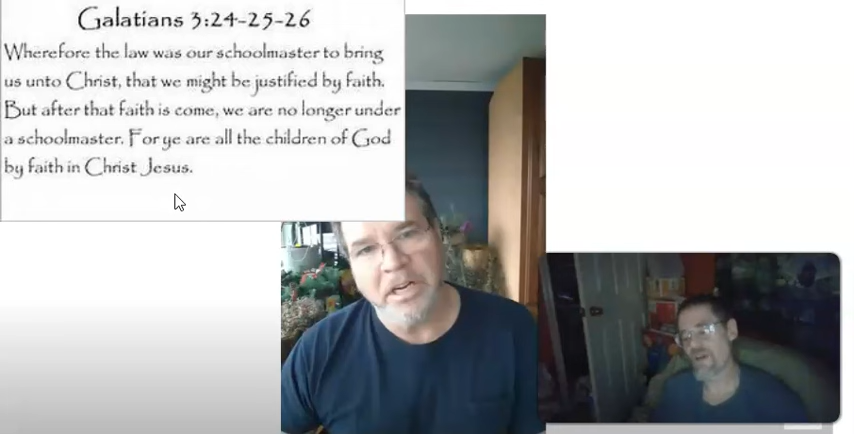 Galatians 3:24-25-26
Wherefore the law was our schoolmaster to bring
us unto Christ, that we might be justified by faith.
But after that faith is come, we are no longer under
a schoolmaster. For ye are all the children of God
by faith in Christ Jesus.